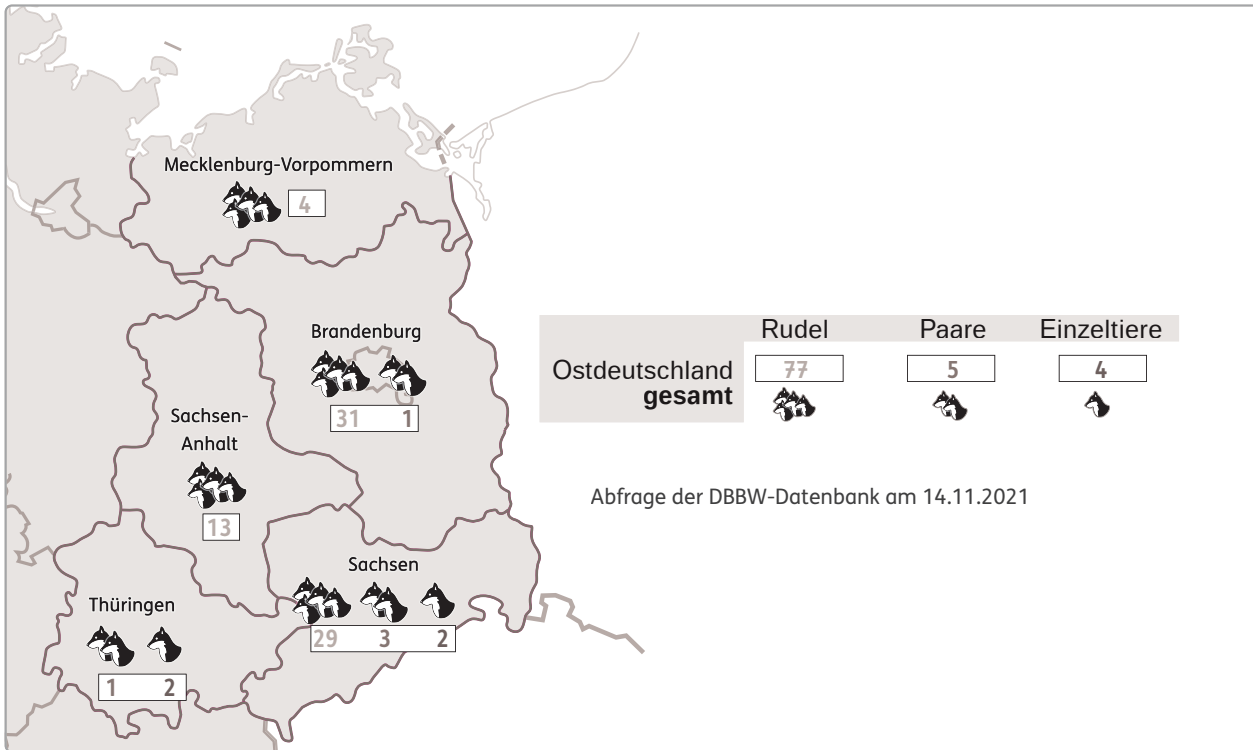 Mecklenburg-Vorpommern
4
Brandenburg
31 1
Sachsen-
Anhalt
13
Sachsen
29 3 2
Thüringen
1 2
Rudel Paare Einzeltiere
Ostdeutschland
gesamt
77 5 4
Abfrage der DBBW-Datenbank am 14.11.2021